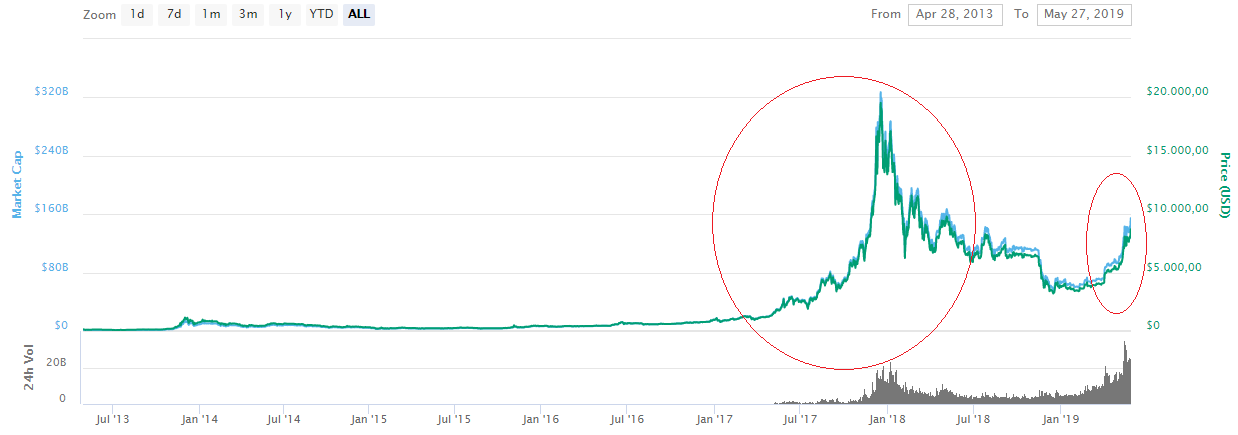 Zoom 1d 7d 1m 3m 1y YTD ALL From Apr 28, 2013 To May 27, 2019
$320B $20.000,00
$240B $15.000,00
Market Cap
Price (USD)
$160B $10.000,00
$80B $5.000,00
$0 $0
24h Vol
20B
0
Jul '13 Jan '14 Jul '14 Jan '15 Jul '15 Jan '16 Jul '16 Jan '17 Jul '17 Jan '18 Jul '18 Jan '19